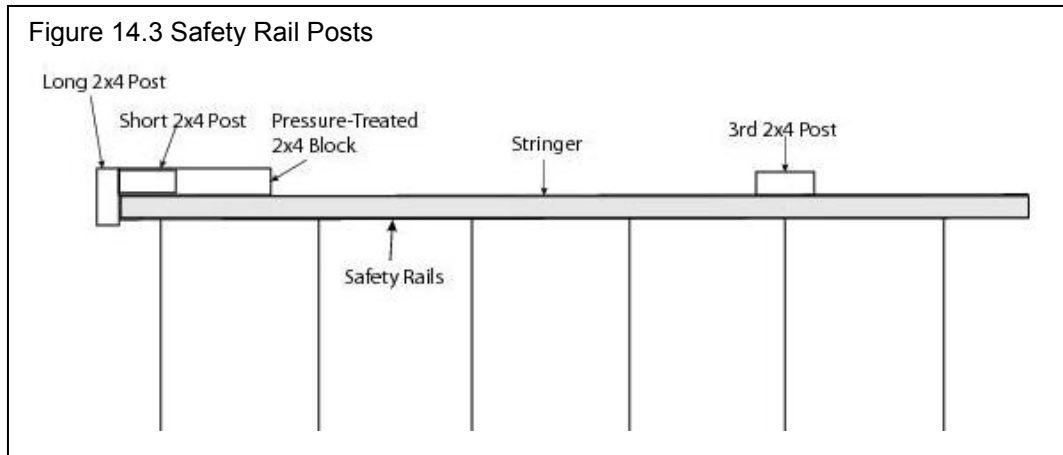 Figure 14.3 Safety Rail Posts
Long 2x4 Post
Short 2x4 Post
Pressure-Treated
2x4 Block
Stringer
3rd 2x4 Post
Safety Rails